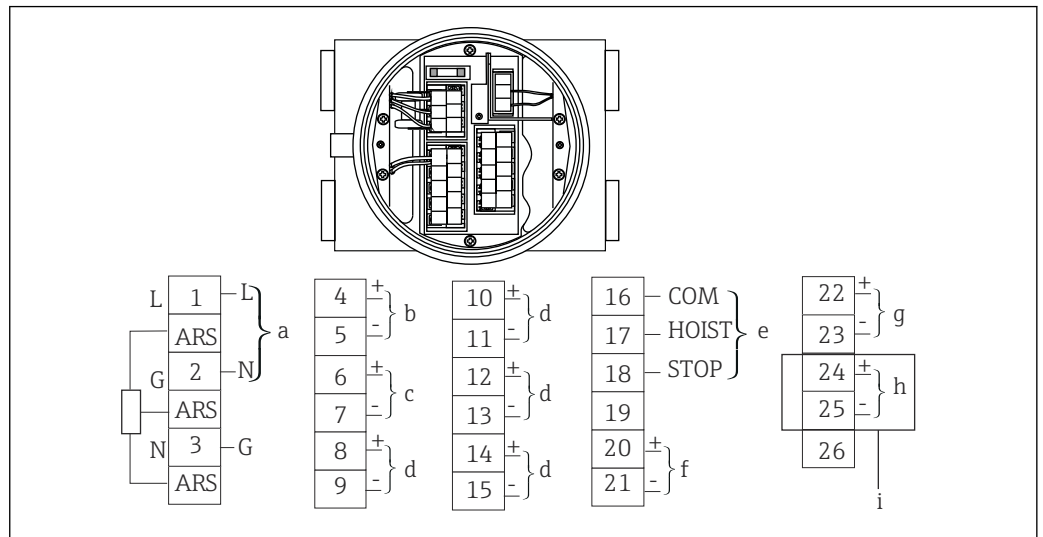 L 1 L
ARS
G 2 N
ARS
N 3 G
ARS
a
4 +
5 -
b
6 +
7 -
c
8 +
9 -
d
10 +
11 -
d
12 +
13 -
d
14 +
15 -
d
16 COM
17 HOIST
18 STOP
e
19
20 +
21 -
f
22 +
23 -
g
24 +
25 -
h
26
i